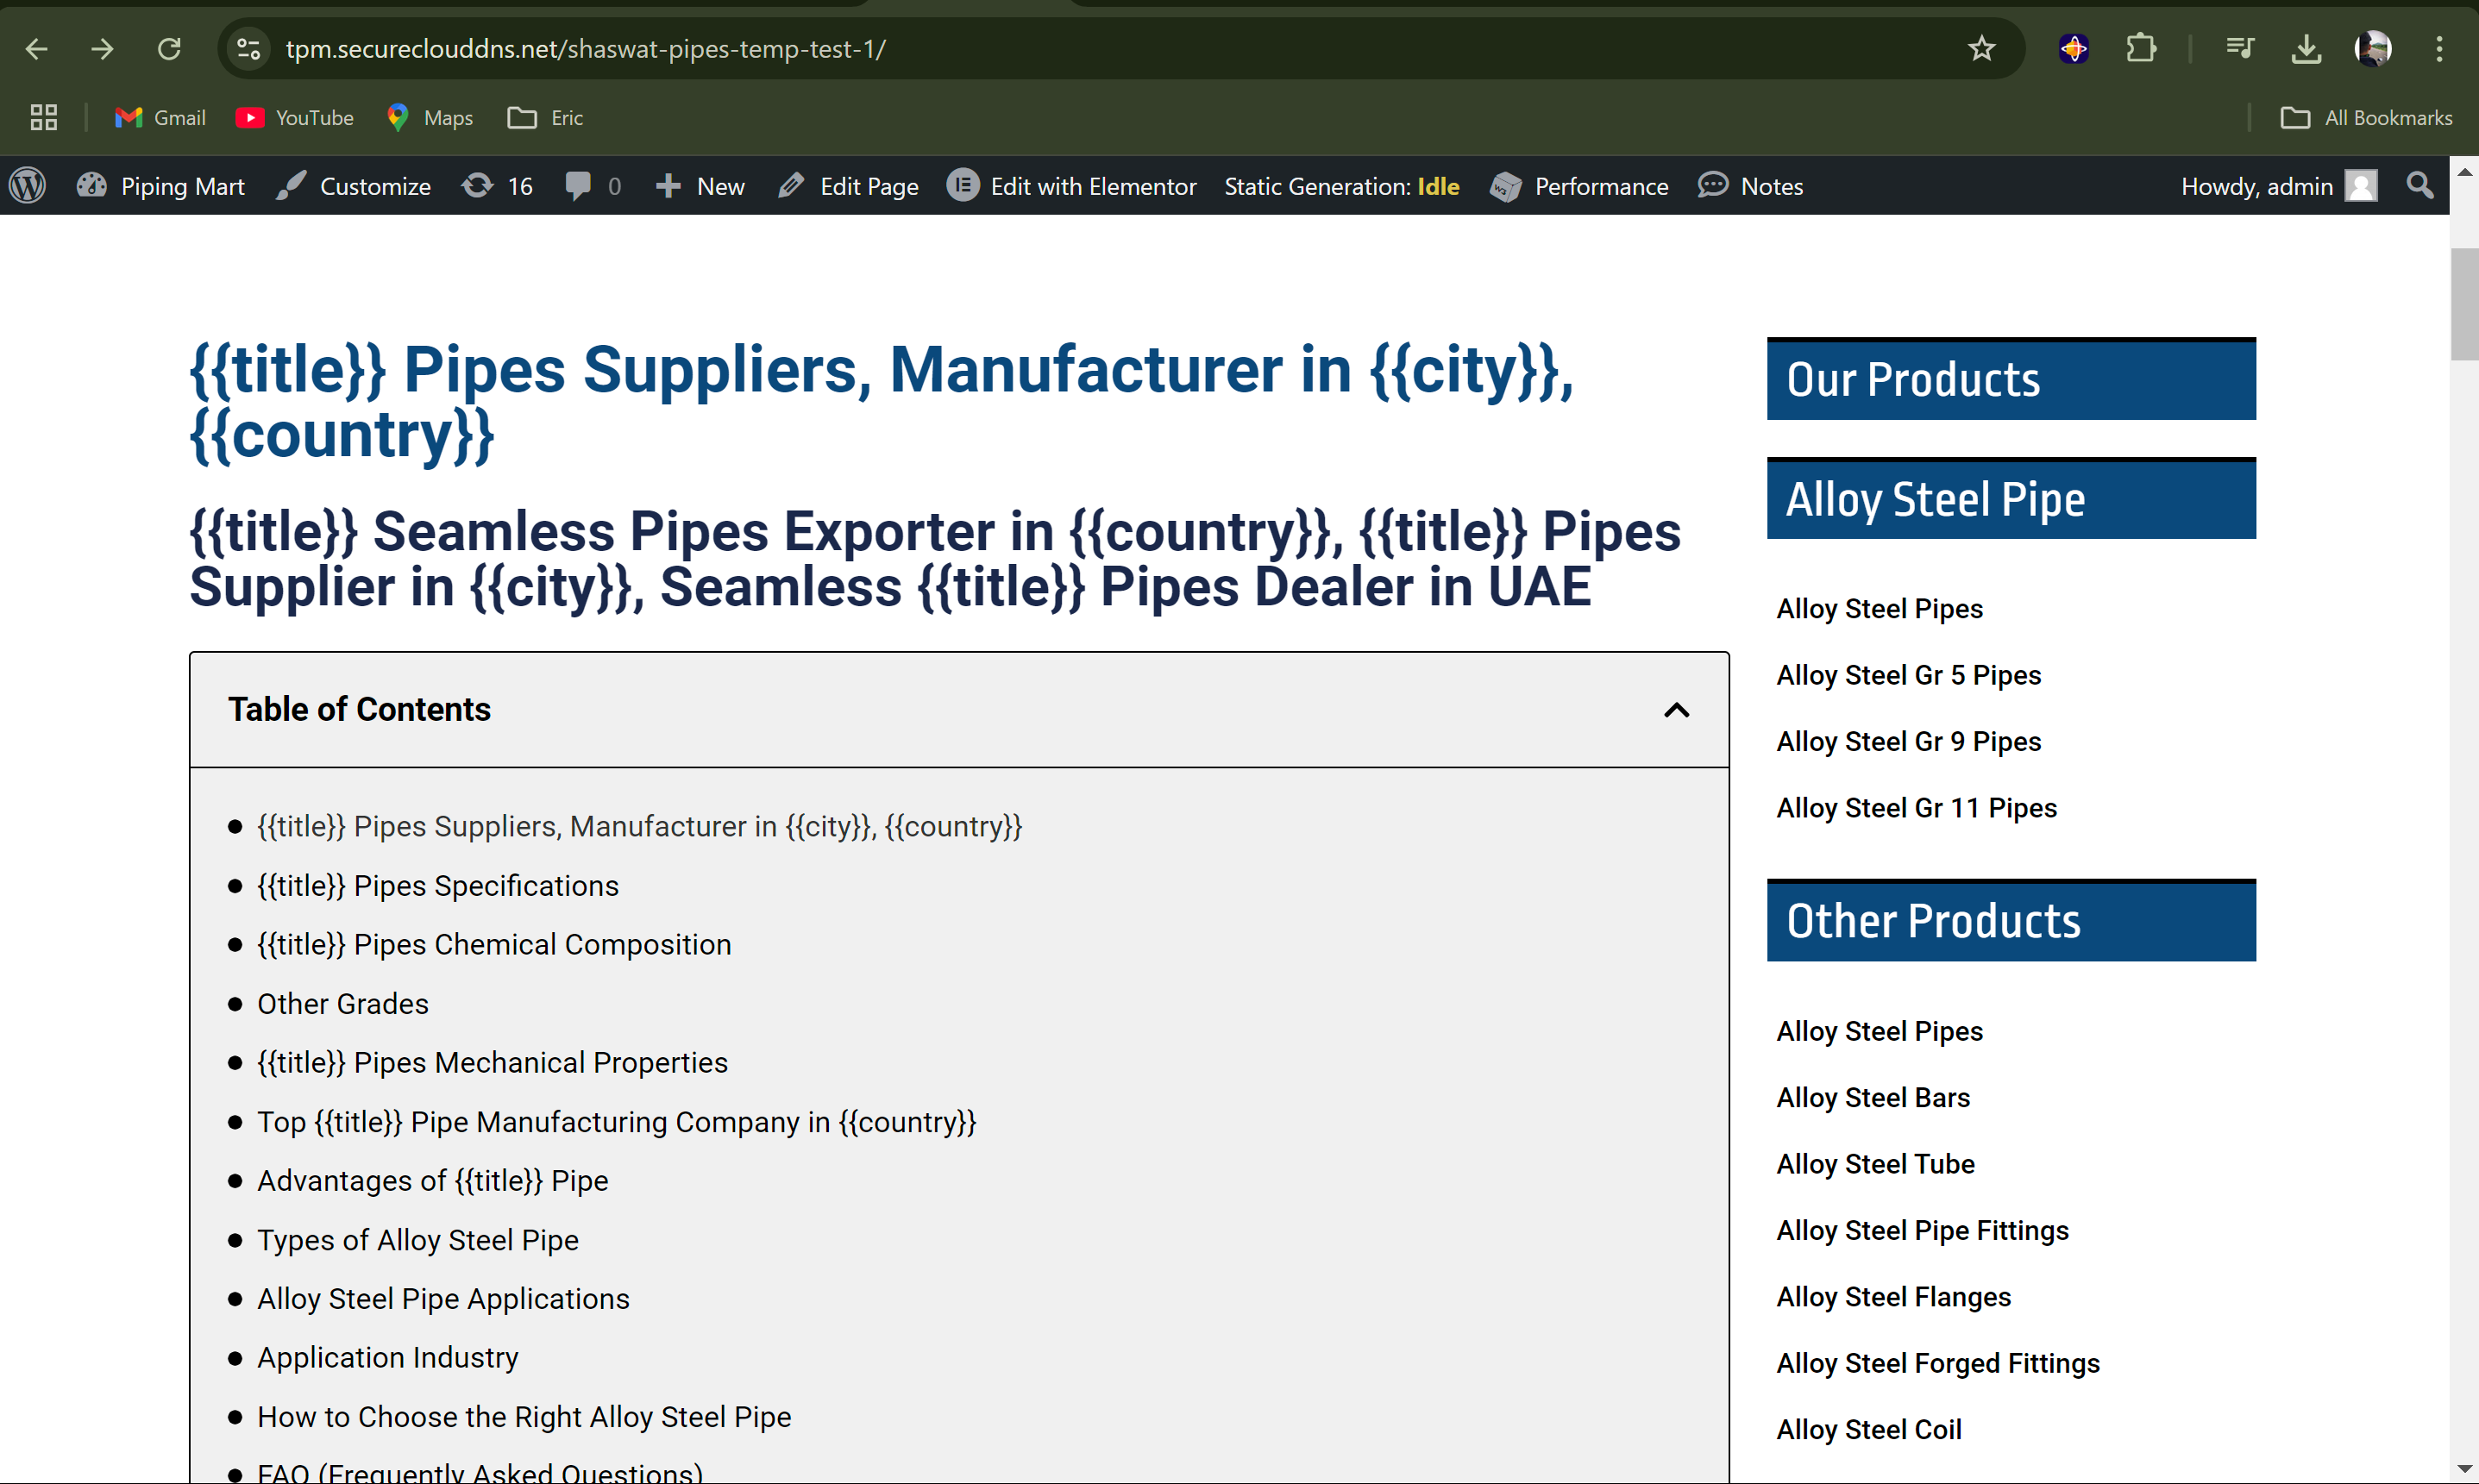 tpm.secureclouddns.net/shaswat-pipes-temp-test-1/
Gmail
YouTube
Maps
Eric
All Bookmarks
Piping Mart
Customize
16
0
New
Edit Page
Edit with Elementor
Static Generation: Idle
W3
Performance
Notes
Howdy, admin
{{title}} Pipes Suppliers, Manufacturer in {{city}},
{{country}}
{{title}} Seamless Pipes Exporter in {{country}}, {{title}} Pipes
Supplier in {{city}}, Seamless {{title}} Pipes Dealer in UAE
Table of Contents
{{title}} Pipes Suppliers, Manufacturer in {{city}}, {{country}}
{{title}} Pipes Specifications
{{title}} Pipes Chemical Composition
Other Grades
{{title}} Pipes Mechanical Properties
Top {{title}} Pipe Manufacturing Company in {{country}}
Advantages of {{title}} Pipe
Types of Alloy Steel Pipe
Alloy Steel Pipe Applications
Application Industry
How to Choose the Right Alloy Steel Pipe
FAQ (Frequently Asked Questions)
Our Products
Alloy Steel Pipe
Alloy Steel Pipes
Alloy Steel Gr 5 Pipes
Alloy Steel Gr 9 Pipes
Alloy Steel Gr 11 Pipes
Other Products
Alloy Steel Pipes
Alloy Steel Bars
Alloy Steel Tube
Alloy Steel Pipe Fittings
Alloy Steel Flanges
Alloy Steel Forged Fittings
Alloy Steel Coil